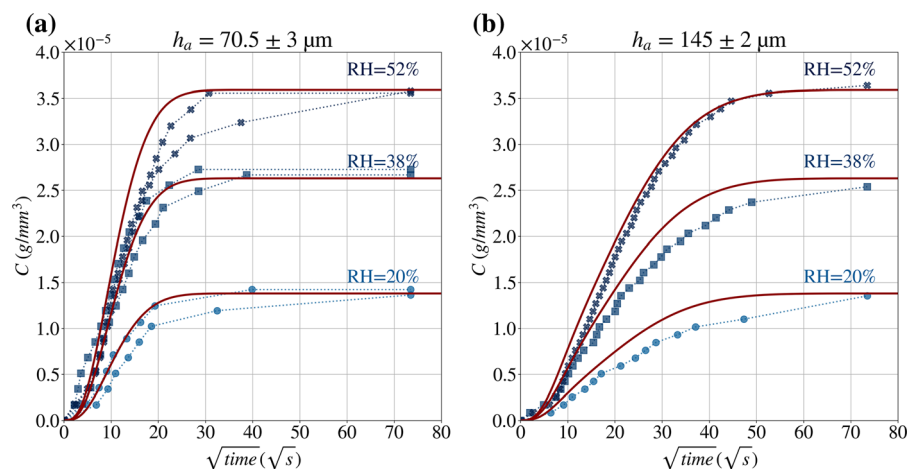 (a)
h_a = 70.5 ± 3 μm
×10⁻⁵
4.0
3.5
3.0
2.5
2.0
1.5
1.0
0.5
0.0
C (g/mm³)
RH=52%
RH=38%
RH=20%
0 10 20 30 40 50 60 70 80
√time(√s)
(b)
h_a = 145 ± 2 μm
×10⁻⁵
4.0
3.5
3.0
2.5
2.0
1.5
1.0
0.5
0.0
C (g/mm³)
RH=52%
RH=38%
RH=20%
0 10 20 30 40 50 60 70 80
√time(√s)